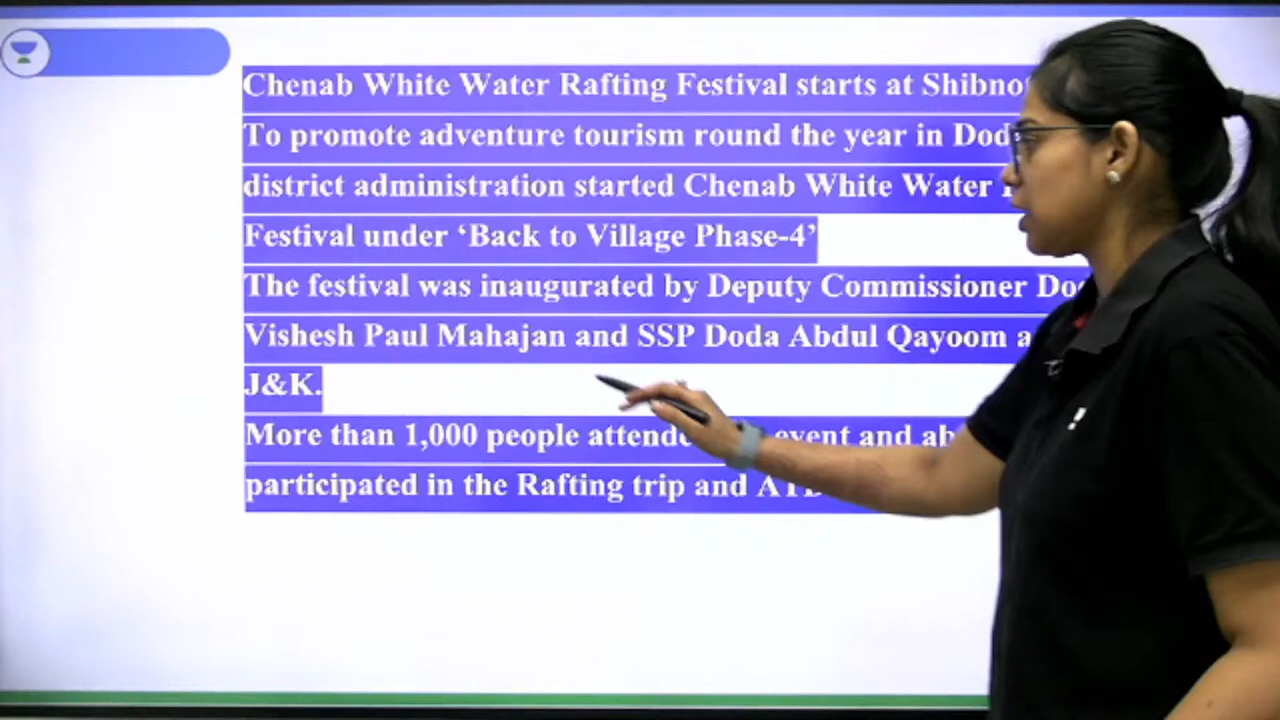 Chenab White Water Rafting Festival starts at
To promote adventure tourism round the year in
district administration started Chenab White Water
Festival under ‘Back to Village Phase-4’
The festival was inaugurated by Deputy Commissioner
Vishesh Paul Mahajan and SSP Doda Abdul Qayoom
J&K.
More than 1,000 people event and
participated in the Rafting trip and